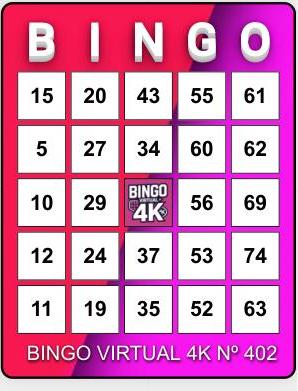 B I N G O
15 20 43 55 61
5 27 34 60 62
10 29 BINGO VIRTUAL 4K 56 69
12 24 37 53 74
11 19 35 52 63
BINGO VIRTUAL 4K Nº 402